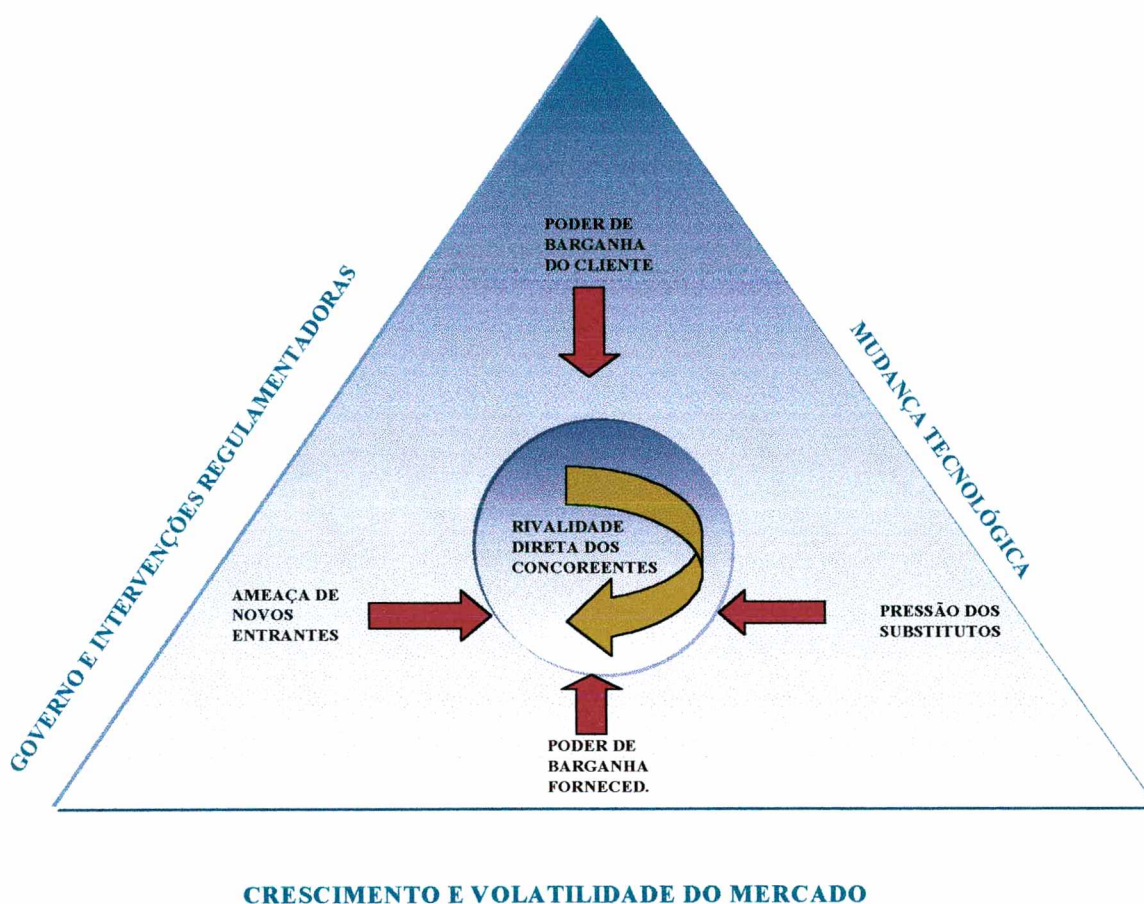 PODER DE
BARGANHA
DO CLIENTE
GOVERNO E INTERVENÇÕES REGULAMENTADORAS
MUDANÇA TECNOLÓGICA
RIVALIDADE
DIRETA DOS
CONCOREENTES
AMEAÇA DE
NOVOS
ENTRANTES
PRESSÃO DOS
SUBSTITUTOS
PODER DE
BARGANHA
FORNECED.
CRESCIMENTO E VOLATILIDADE DO MERCADO